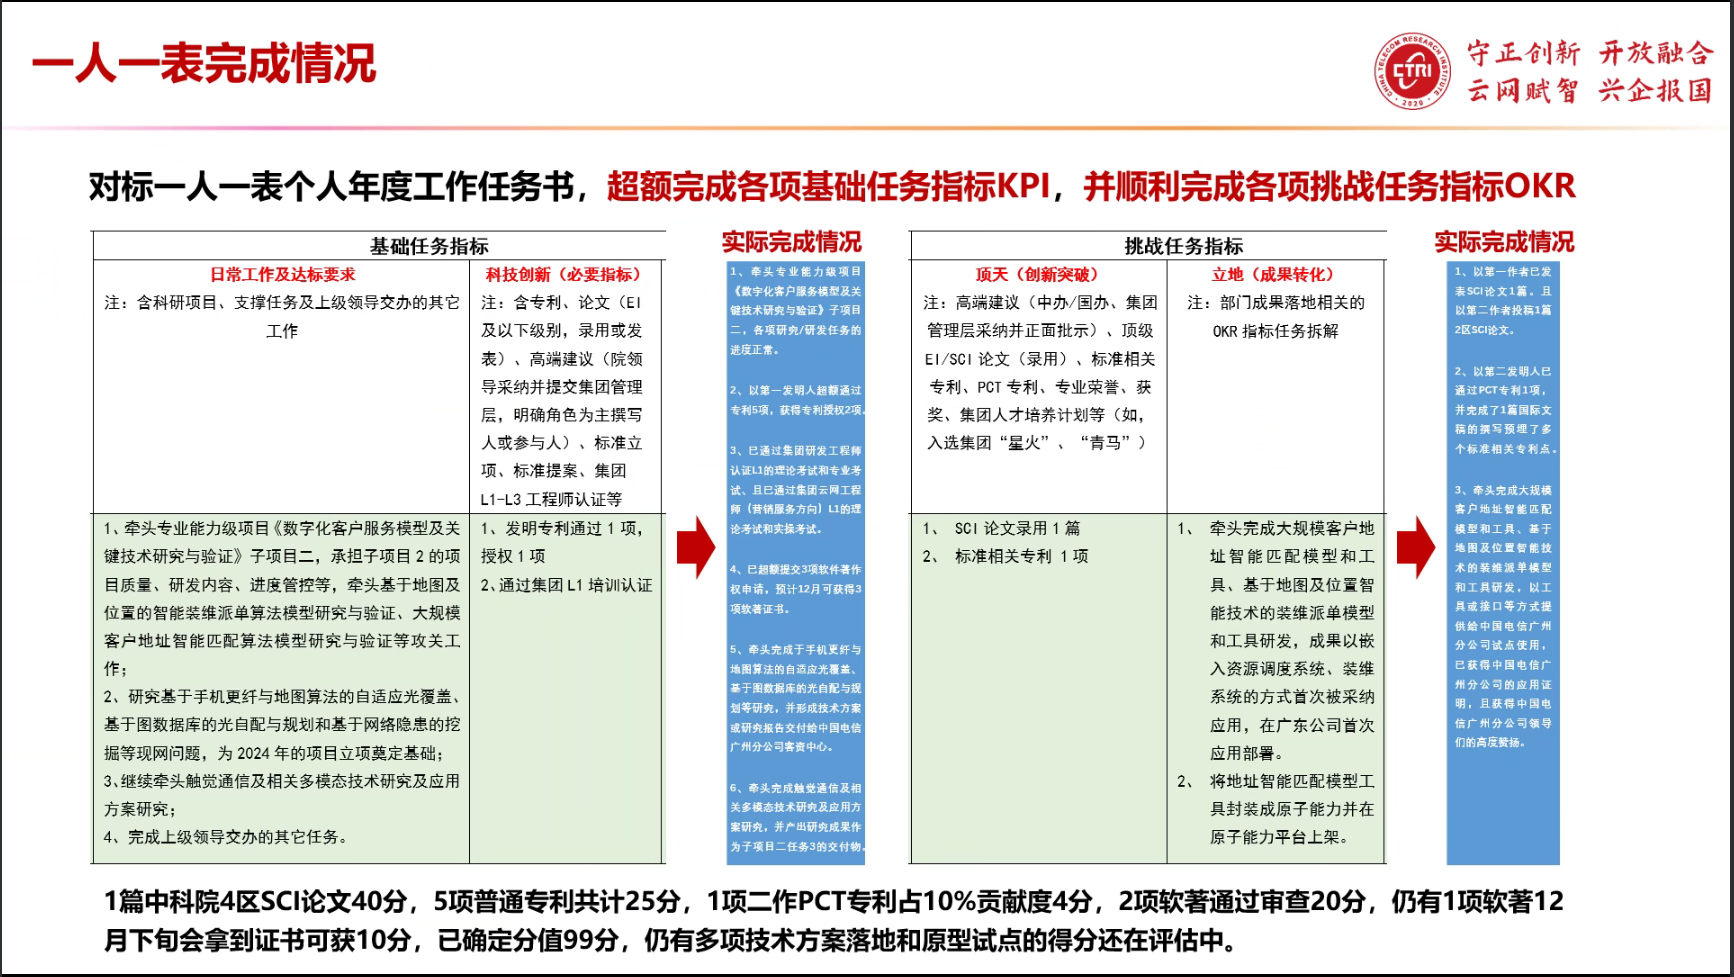 一人一表完成情况
CHINA TELECOM RESEARCH INSTITUTE
CTRI
2020
守正创新 开放融合
云网赋智 兴企报国
对标一人一表个人年度工作任务书，超额完成各项基础任务指标KPI，并顺利完成各项挑战任务指标OKR
基础任务指标
日常工作及达标要求
注：含科研项目、支撑任务及上级领导交办的其它
工作
科技创新（必要指标）
注：含专利、论文（EI
及以下级别，录用或发
表）、高端建议（院领
导采纳并提交集团管理
层，明确角色为主撰写
人或参与人）、标准立
项、标准提案、集团
L1-L3 工程师认证等
1、牵头专业能力级项目《数字化客户服务模型及关
键技术研究与验证》子项目二，承担子项目 2 的项
目质量、研发内容、进度管控等，牵头基于地图及
位置的智能装维派单算法模型研究与验证、大规模
客户地址智能匹配算法模型研究与验证等攻关工
作；
2、研究基于手机更纤与地图算法的自适应光覆盖、
基于图数据库的光自配与规划和基于网络隐患的挖
掘等现网问题，为 2024 年的项目立项奠定基础；
3、继续牵头触觉通信及相关多模态技术研究及应用
方案研究；
4、完成上级领导交办的其它任务。
1、发明专利通过 1 项，
授权 1 项
2、通过集团 L1 培训认证
实际完成情况
1、牵头专业能力级项目
《数字化客户服务模型及关
键技术研究与验证》子项目
二，各项研究/研发任务的
进度正常。
2、以第一发明人超额通过
专利5项，获得专利授权2项。
3、已通过集团研发工程师
认证L1的理论考试和专业考
试、且已通过集团云网工程
师（营销服务方向）L1的理
论考试和实操考试。
4、已超额提交3项软件著作
权申请，预计12月可获得3
项软著证书。
5、牵头完成于手机更纤与
地图算法的自适应光覆盖、
基于图数据库的光自配与规
划等研究，并形成技术方案
或研究报告交付给中国电信
广州分公司客资中心。
6、牵头完成触觉通信及相
关多模态技术研究及应用方
案研究，并产出研究成果作
为子项目二任务3的交付物。
挑战任务指标
顶天（创新突破）
注：高端建议（中办/国办、集团
管理层采纳并正面批示）、顶级
EI/SCI 论文（录用）、标准相关
专利、PCT 专利、专业荣誉、获
奖、集团人才培养计划等（如，
入选集团“星火”、“青马”）
立地（成果转化）
注：部门成果落地相关的
OKR 指标任务拆解
1、 SCI 论文录用 1 篇
2、 标准相关专利 1 项
1、 牵头完成大规模客户地
址智能匹配模型和工
具、基于地图及位置智
能技术的装维派单模型
和工具研发，成果以嵌
入资源调度系统、装维
系统的方式首次被采纳
应用，在广东公司首次
应用部署。
2、 将地址智能匹配模型工
具封装成原子能力并在
原子能力平台上架。
实际完成情况
1、以第一作者已发
表SCI论文1篇。且
以第二作者投稿1篇
2区SCI论文。
2、以第二发明人已
通过PCT专利1项，
并完成了1篇国际文
稿的撰写预埋了多
个标准相关专利点。
3、牵头完成大规模
客户地址智能匹配
模型和工具、基于
地图及位置智能技
术的装维派单模型
和工具研发，以工
具或接口等方式提
供给中国电信广州
分公司试点使用，
已获得中国电信广
州分公司的应用证
明，且获得中国电
信广州分公司领导
们的高度赞扬。
1篇中科院4区SCI论文40分，5项普通专利共计25分，1项二作PCT专利占10%贡献度4分，2项软著通过审查20分，仍有1项软著12
月下旬会拿到证书可获10分，已确定分值99分，仍有多项技术方案落地和原型试点的得分还在评估中。